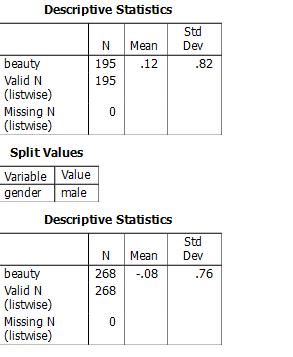 Descriptive Statistics
N Mean Std Dev
beauty 195 .12 .82
Valid N (listwise) 195
Missing N (listwise) 0
Split Values
Variable Value
gender male
Descriptive Statistics
N Mean Std Dev
beauty 268 -.08 .76
Valid N (listwise) 268
Missing N (listwise) 0